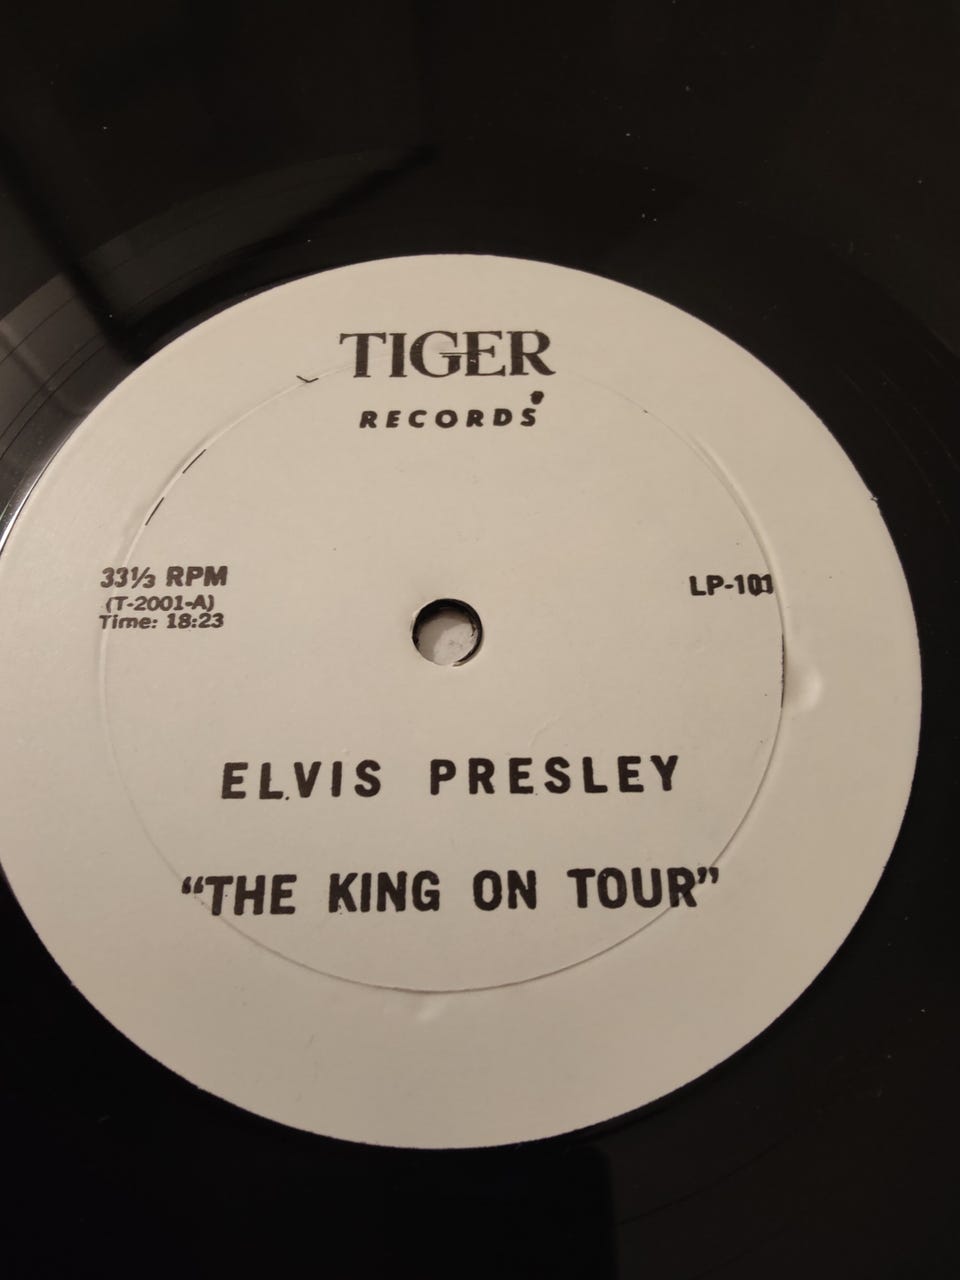 TIGER
RECORDS
33⅓ RPM
(T-2001-A)
Time: 18:23
LP-101
ELVIS PRESLEY
“THE KING ON TOUR”